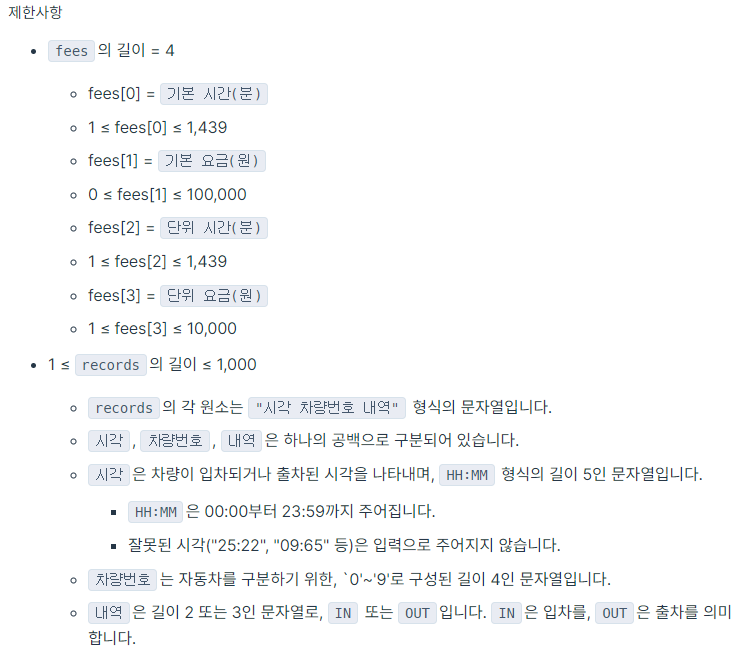 제한사항
fees 의 길이 = 4
fees[0] = 기본 시간(분)
1 ≤ fees[0] ≤ 1,439
fees[1] = 기본 요금(원)
0 ≤ fees[1] ≤ 100,000
fees[2] = 단위 시간(분)
1 ≤ fees[2] ≤ 1,439
fees[3] = 단위 요금(원)
1 ≤ fees[3] ≤ 10,000
1 ≤ records 의 길이 ≤ 1,000
records 의 각 원소는 "시각 차량번호 내역" 형식의 문자열입니다.
시각 , 차량번호 , 내역 은 하나의 공백으로 구분되어 있습니다.
시각 은 차량이 입차되거나 출차된 시각을 나타내며, HH:MM 형식의 길이 5인 문자열입니다.
HH:MM 은 00:00부터 23:59까지 주어집니다.
잘못된 시각("25:22", "09:65" 등)은 입력으로 주어지지 않습니다.
차량번호 는 자동차를 구분하기 위한, `0'~'9'로 구성된 길이 4인 문자열입니다.
내역 은 길이 2 또는 3인 문자열로, IN 또는 OUT 입니다. IN 은 입차를, OUT 은 출차를 의미
합니다.